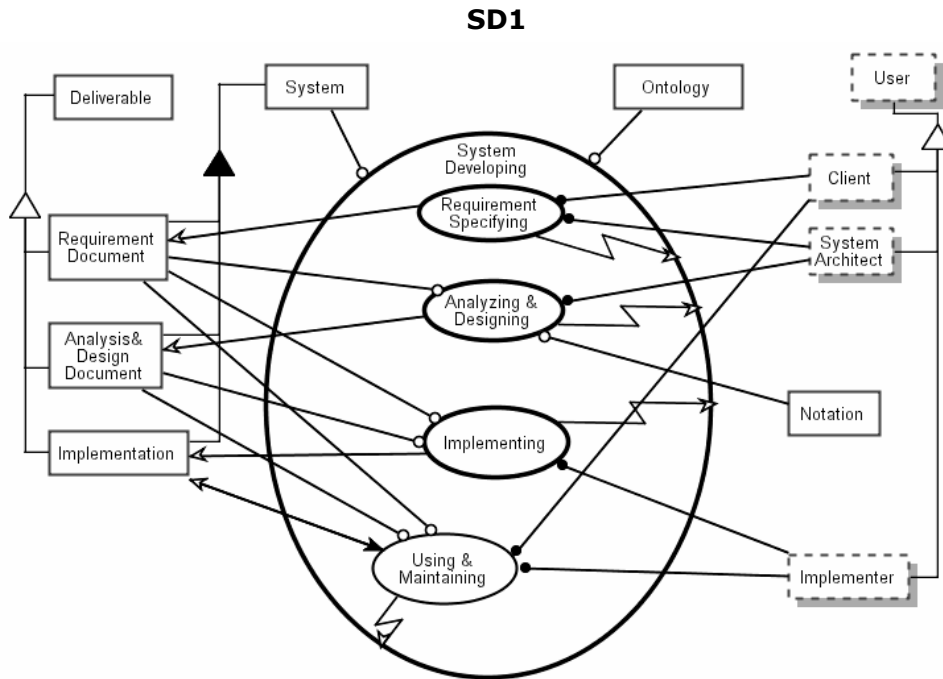 SD1
Deliverable
System
Ontology
User
System
Developing
Client
Requirement
Specifying
Requirement
Document
System
Architect
Analyzing &
Designing
Analysis&
Design
Document
Notation
Implementing
Implementation
Using &
Maintaining
Implementer